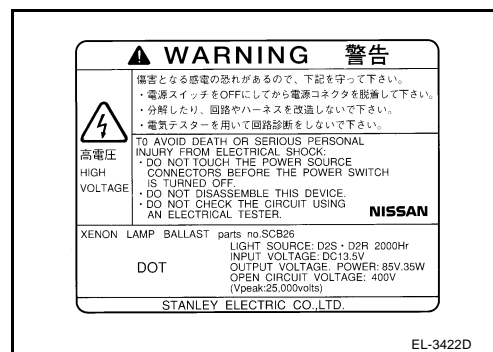 WARNING 警告
傷害となる感電の恐れがあるので、下記を守って下さい。
・電源スイッチをOFFにしてから電源コネクタを脱着して下さい。
・分解したり、回路やハーネスを改造しないで下さい。
・電気テスターを用いて回路診断をしないで下さい。
高電圧
HIGH
VOLTAGE
TO AVOID DEATH OR SERIOUS PERSONAL
INJURY FROM ELECTRICAL SHOCK:
・DO NOT TOUCH THE POWER SOURCE
CONNECTORS BEFORE THE POWER SWITCH
IS TURNED OFF.
・DO NOT DISASSEMBLE THIS DEVICE.
・DO NOT CHECK THE CIRCUIT USING
AN ELECTRICAL TESTER.
NISSAN
XENON LAMP BALLAST parts no.SCB26
DOT
LIGHT SOURCE: D2S・D2R 2000Hr
INPUT VOLTAGE: DC13.5V
OUTPUT VOLTAGE. POWER: 85V.35W
OPEN CIRCUIT VOLTAGE: 400V
(Vpeak:25,000volts)
STANLEY ELECTRIC CO.,LTD.
EL-3422D